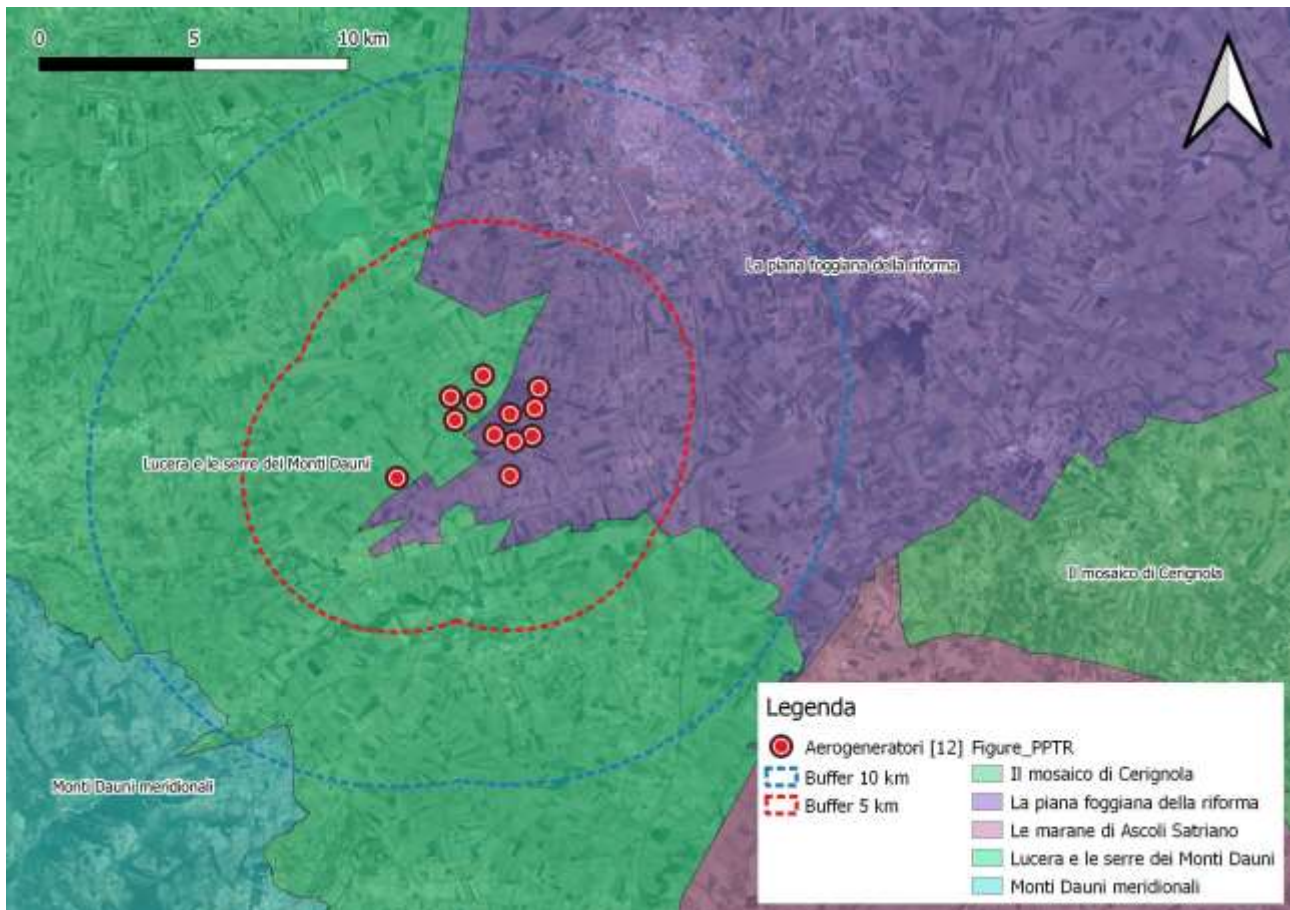 0 5 10 km
La piana foggiana della riforma
Lucera e le serre dei Monti Dauni
Il mosaico di Cerignola
Monti Dauni meridionali
Legenda
Aerogeneratori [12]
Buffer 10 km
Buffer 5 km
Figure_PPTR
Il mosaico di Cerignola
La piana foggiana della riforma
Le marane di Ascoli Satriano
Lucera e le serre dei Monti Dauni
Monti Dauni meridionali